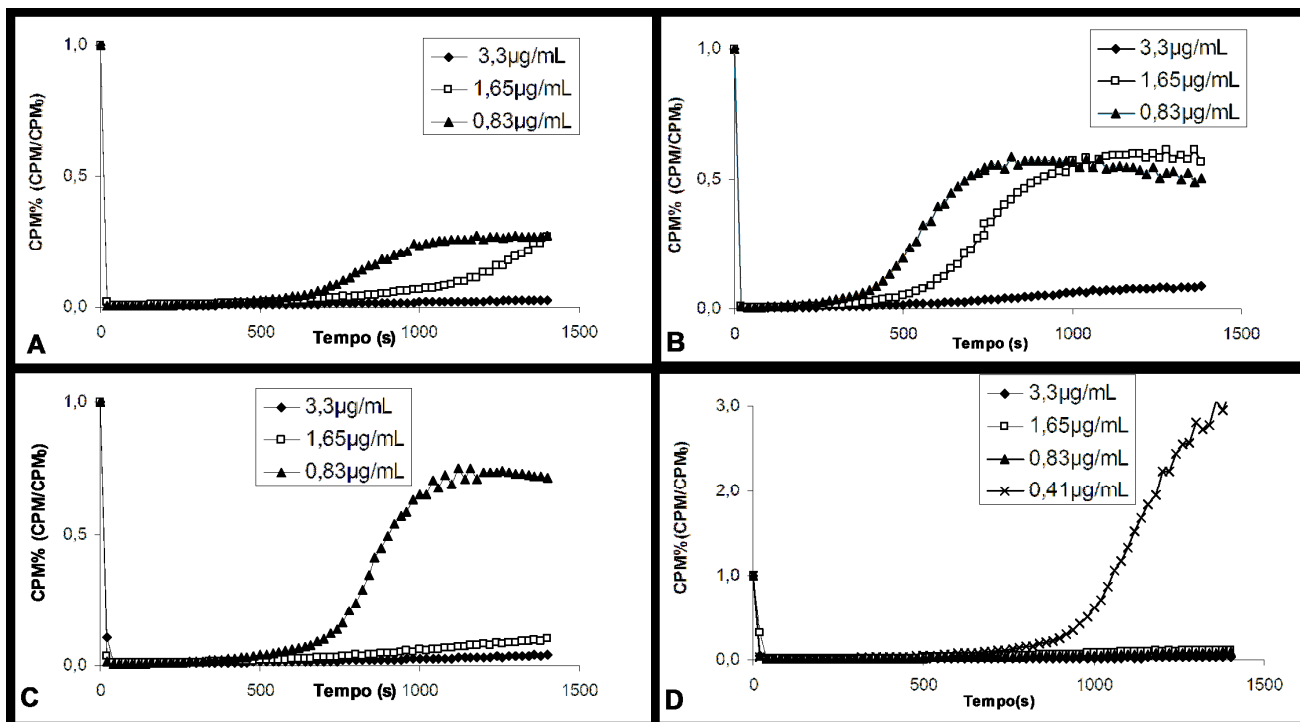 1,0
0,5
0,0
CPM% (CPM/CPM₀)
3,3µg/mL
1,65µg/mL
0,83µg/mL
0
500
1000
1500
Tempo (s)
A
1,0
0,5
0,0
CPM% (CPM/CPM₀)
3,3µg/mL
1,65µg/mL
0,83µg/mL
0
500
1000
1500
Tempo (s)
B
1,0
0,5
0,0
CPM% (CPM/CPM₀)
3,3µg/mL
1,65µg/mL
0,83µg/mL
0
500
1000
1500
Tempo (s)
C
3,0
2,0
1,0
0,0
CPM% (CPM/CPM₀)
3,3µg/mL
1,65µg/mL
0,83µg/mL
0,41µg/mL
0
500
1000
1500
Tempo(s)
D